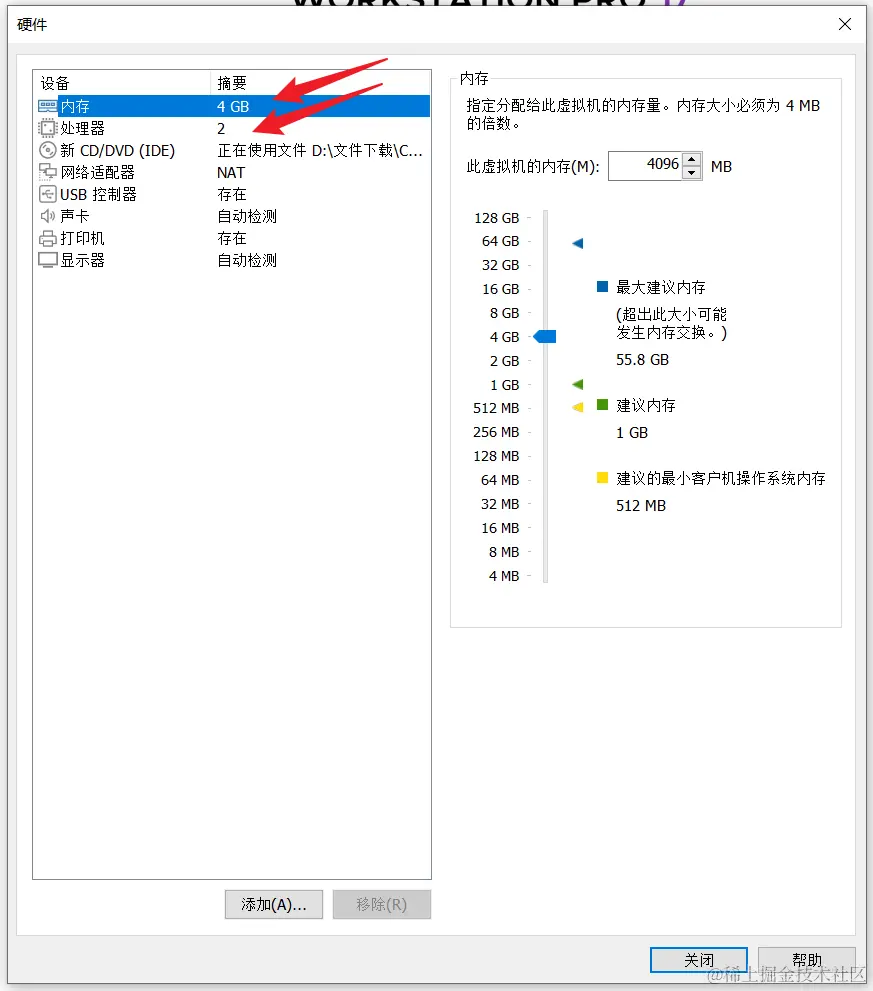 WORKSTATION PRO 17
硬件
设备 摘要
内存 4 GB
处理器 2
新 CD/DVD (IDE) 正在使用文件 D:\文件下载\C...
网络适配器 NAT
USB 控制器 存在
声卡 自动检测
打印机 存在
显示器 自动检测
添加(A)...
移除(R)
内存
指定分配给此虚拟机的内存量。内存大小必须为 4 MB
的倍数。
此虚拟机的内存(M): 4096 MB
128 GB
64 GB
32 GB
16 GB
8 GB
4 GB
2 GB
1 GB
512 MB
256 MB
128 MB
64 MB
32 MB
16 MB
8 MB
4 MB
最大建议内存
(超出此大小可能
发生内存交换。)
55.8 GB
建议内存
1 GB
建议的最小客户机操作系统内存
512 MB
关闭
帮助
@稀土掘金技术社区